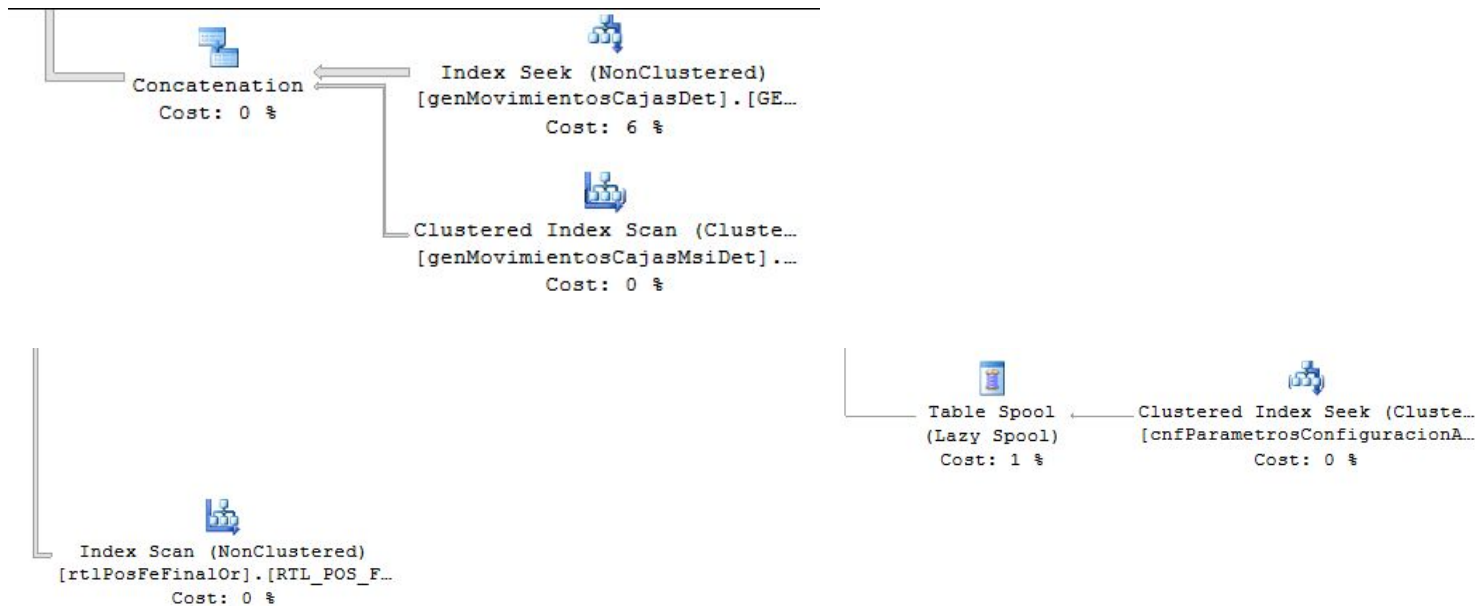 Concatenation
Cost: 0 %
Index Seek (NonClustered)
[genMovimientosCajasDet].[GE…
Cost: 6 %
Clustered Index Scan (Cluste…
[genMovimientosCajasMsiDet].…
Cost: 0 %
Table Spool
(Lazy Spool)
Cost: 1 %
Clustered Index Seek (Cluste…
[cnfParametrosConfiguracionA…
Cost: 0 %
Index Scan (NonClustered)
[rtlPosFeFinalOr].[RTL_POS_F…
Cost: 0 %